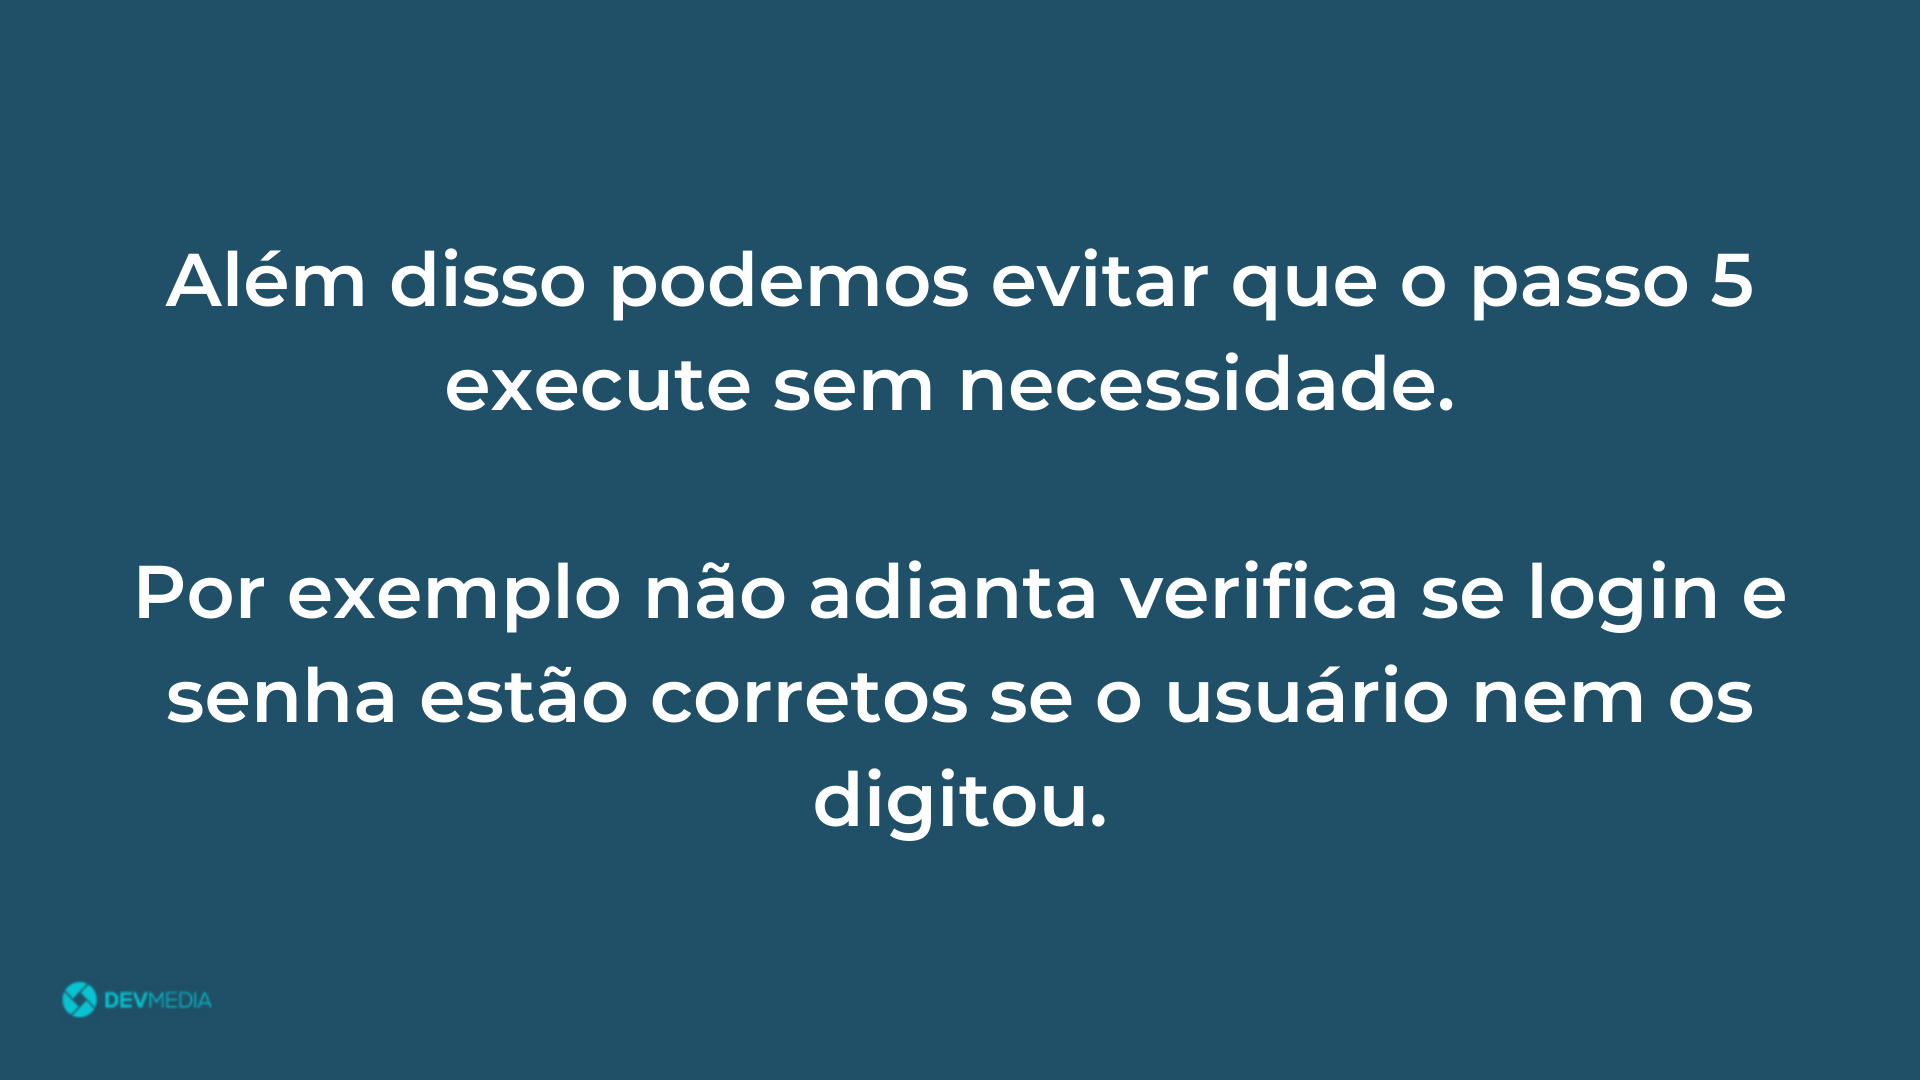 Além disso podemos evitar que o passo 5
execute sem necessidade.
Por exemplo não adianta verifica se login e
senha estão corretos se o usuário nem os
digitou.
DEVMEDIA